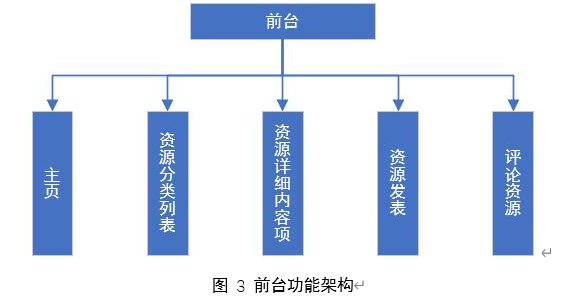 前台
主页
资源分类列表
资源详细内容项
资源发表
评论资源
图 3 前台功能架构